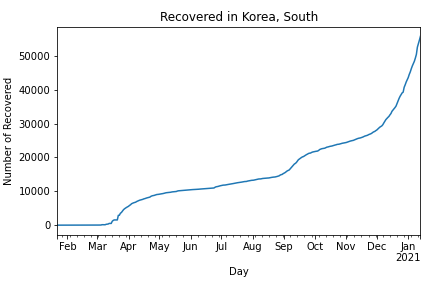 Recovered in Korea, South
Number of Recovered
50000
40000
30000
20000
10000
0
Feb Mar Apr May Jun Jul Aug Sep Oct Nov Dec Jan
2021
Day